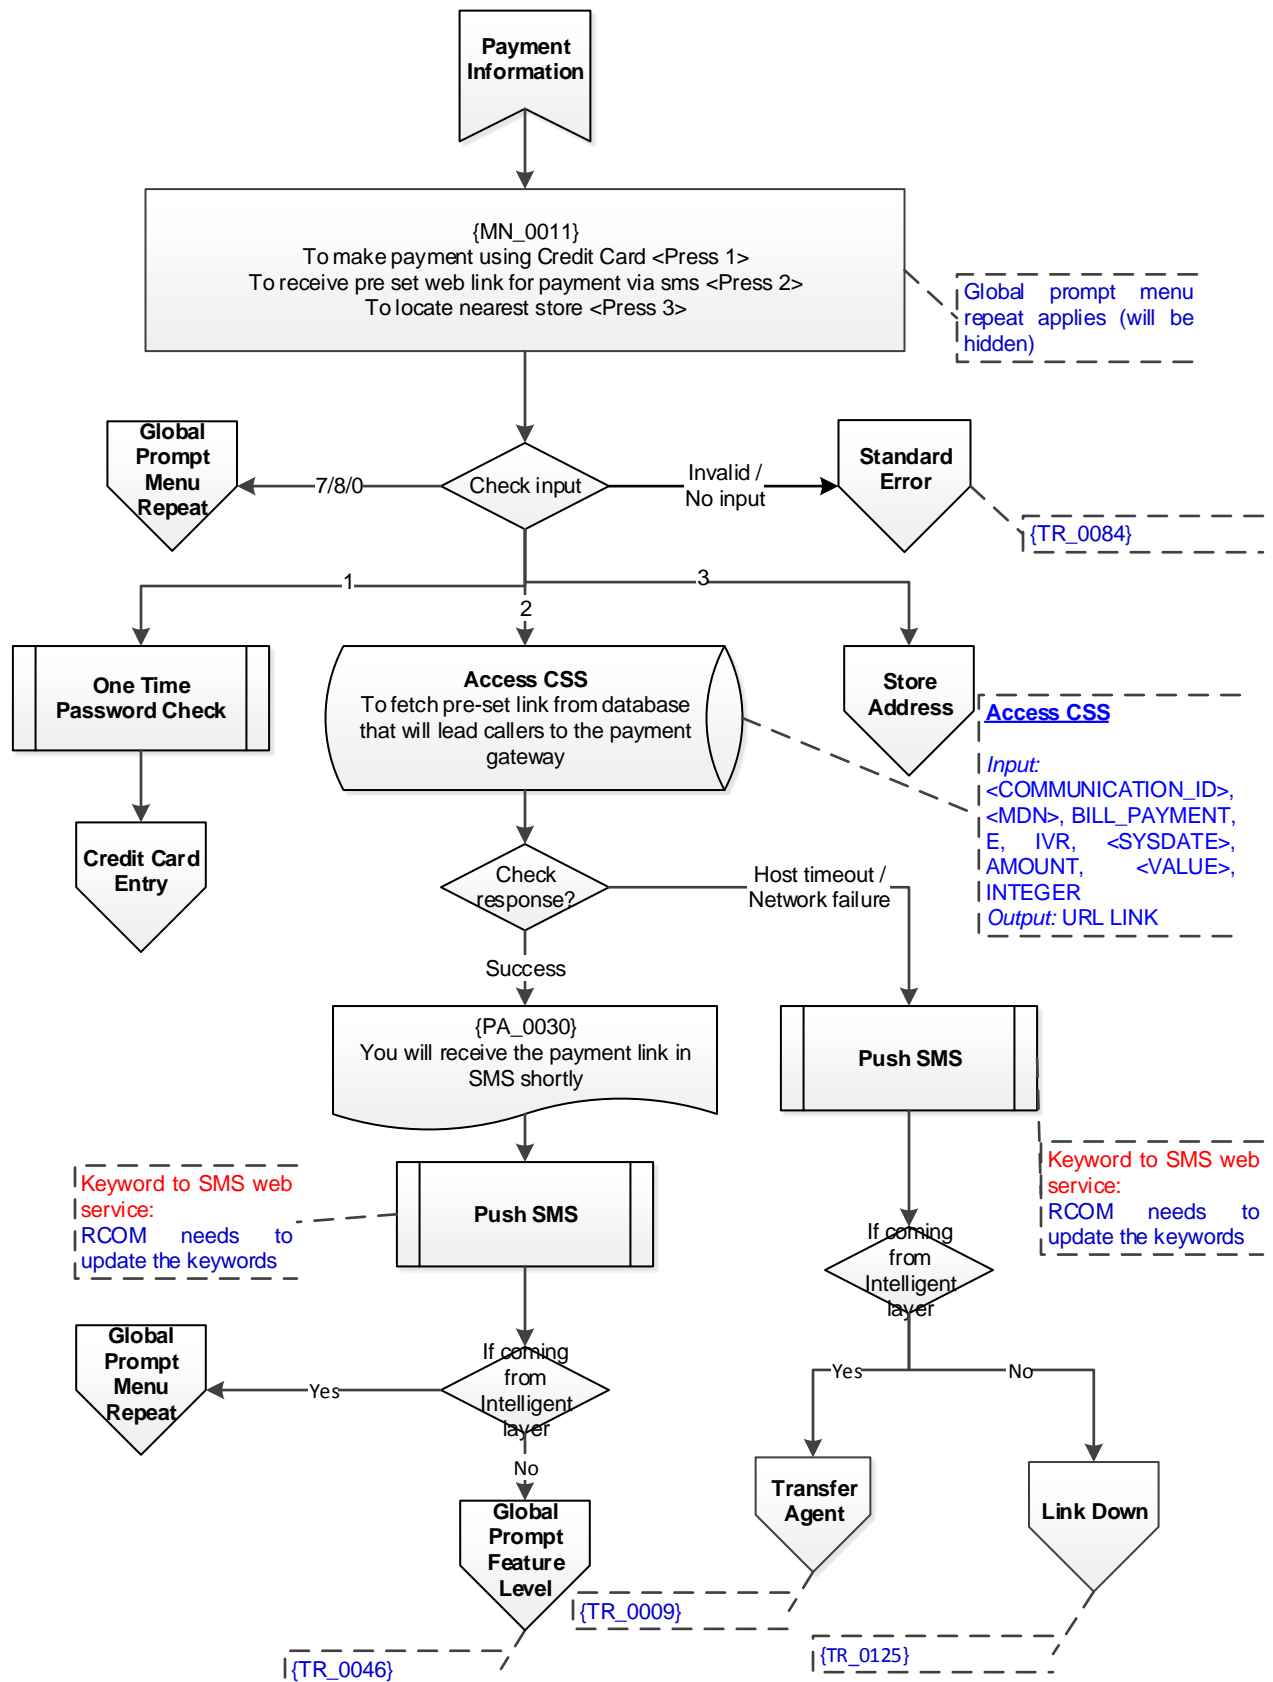 Payment
Information
{MN_0011}
To make payment using Credit Card <Press 1>
To receive pre set web link for payment via sms <Press 2>
To locate nearest store <Press 3>
Global prompt menu
repeat applies (will be
hidden)
Global
Prompt
Menu
Repeat
7/8/0
Check input
Invalid /
No input
Standard
Error
{TR_0084}
1
2
3
One Time
Password Check
Access CSS
To fetch pre-set link from database
that will lead callers to the payment
gateway
Store
Address
Access CSS
Input:
<COMMUNICATION_ID>,
<MDN>, BILL_PAYMENT,
E, IVR, <SYSDATE>,
AMOUNT, <VALUE>,
INTEGER
Output: URL LINK
Credit Card
Entry
Check
response?
Host timeout /
Network failure
Success
{PA_0030}
You will receive the payment link in
SMS shortly
Push SMS
Keyword to SMS web
service:
RCOM needs to
update the keywords
Push SMS
Keyword to SMS web
service:
RCOM needs to
update the keywords
If coming
from
Intelligent
layer
Global
Prompt
Menu
Repeat
Yes
If coming
from
Intelligent
layer
Yes
No
No
Transfer
Agent
Link Down
Global
Prompt
Feature
Level
{TR_0009}
{TR_0125}
{TR_0046}